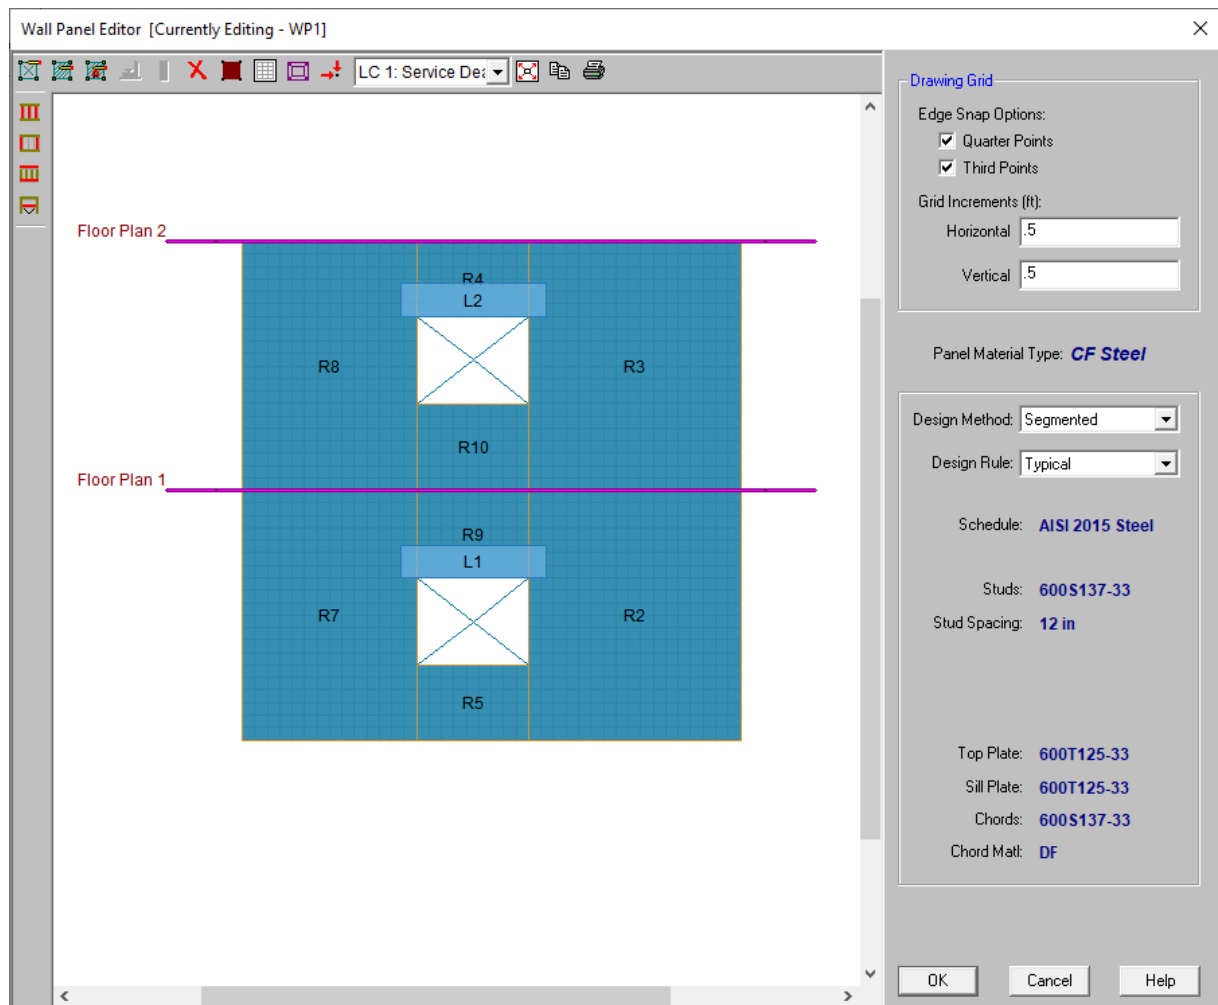 Wall Panel Editor [Currently Editing - WP1]
LC 1: Service Dea
Floor Plan 2
R4
L2
R8
R3
R10
Floor Plan 1
R9
L1
R7
R2
R5
Drawing Grid
Edge Snap Options:
Quarter Points
Third Points
Grid Increments (ft):
Horizontal .5
Vertical .5
Panel Material Type: CF Steel
Design Method: Segmented
Design Rule: Typical
Schedule: AISI 2015 Steel
Studs: 600S137-33
Stud Spacing: 12 in
Top Plate: 600T125-33
Sill Plate: 600T125-33
Chords: 600S137-33
Chord Matl: DF
OK Cancel Help